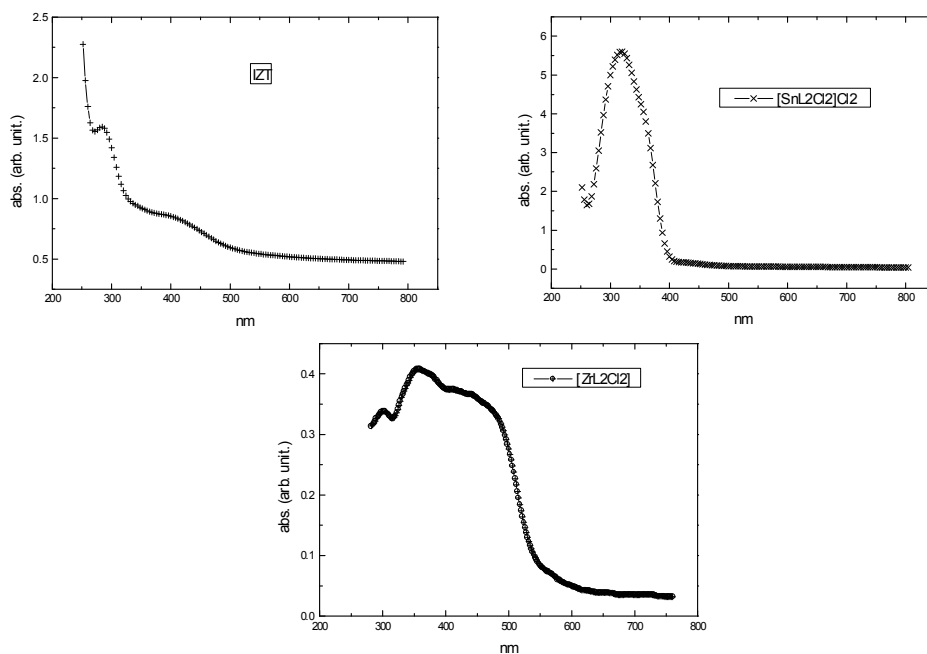 2.5
2.0
1.5
1.0
0.5
200 300 400 500 600 700 800
abs. (arb. unit.)
nm
IZT
6
5
4
3
2
1
0
200 300 400 500 600 700 800
abs. (arb. unit.)
nm
[SnL2Cl2]Cl2
0.4
0.3
0.2
0.1
0.0
200 300 400 500 600 700 800
abs. (arb. unit.)
nm
[ZrL2Cl2]